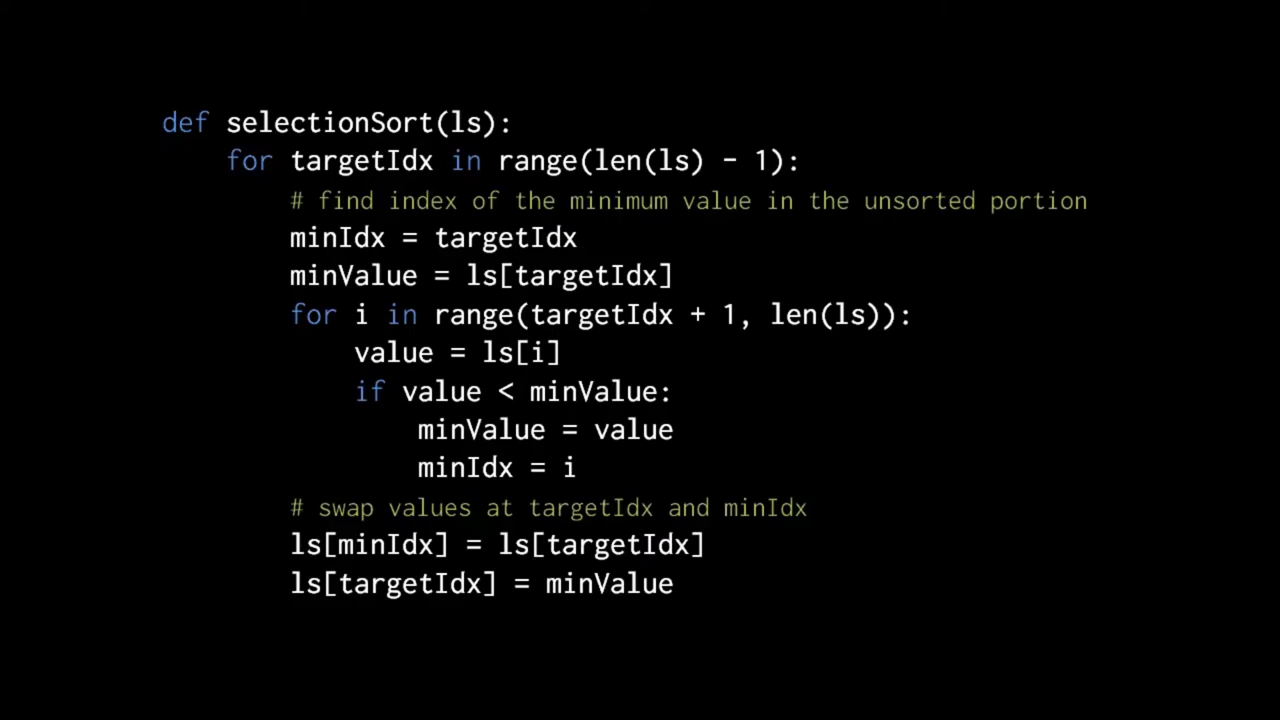 def selectionSort(ls):
    for targetIdx in range(len(ls) - 1):
        # find index of the minimum value in the unsorted portion
        minIdx = targetIdx
        minValue = ls[targetIdx]
        for i in range(targetIdx + 1, len(ls)):
            value = ls[i]
            if value < minValue:
                minValue = value
                minIdx = i
        # swap values at targetIdx and minIdx
        ls[minIdx] = ls[targetIdx]
        ls[targetIdx] = minValue